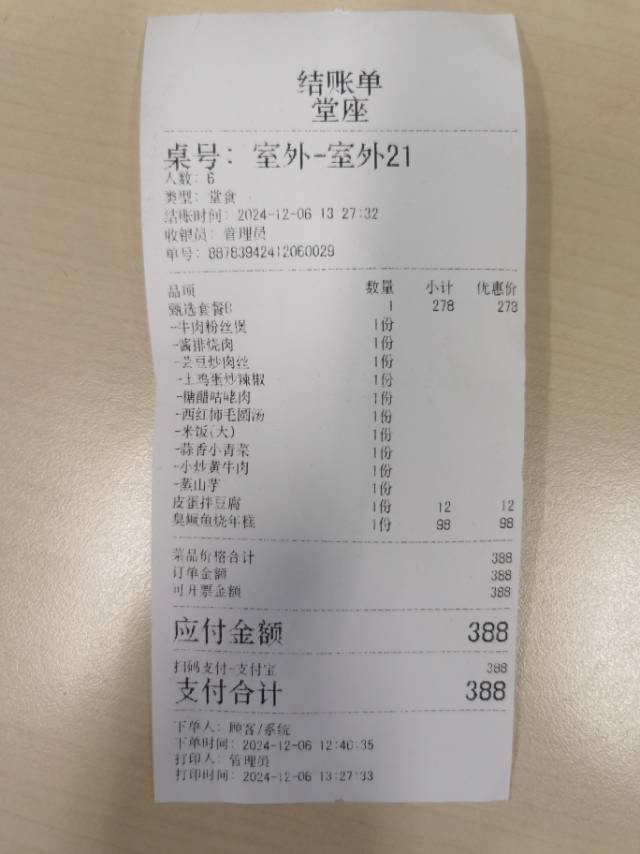 结账单
堂座
桌号: 室外-室外21
人数: 6
类型: 堂食
结账时间: 2024-12-06 13:27:32
收银员: 管理员
单号: 88783942412060029
品项 数量 小计 优惠价
甄选套餐B 1 278 278
-牛肉粉丝煲 1份
-酱排烧肉 1份
-芸豆炒肉丝 1份
-土鸡蛋炒辣椒 1份
-糖醋咕咾肉 1份
-西红柿毛圆汤 1份
-米饭(大) 1份
-蒜香小青菜 1份
-小炒黄牛肉 1份
-蒸山芋 1份
皮蛋拌豆腐 1份 12 12
臭鳜鱼烧年糕 1份 98 98
菜品价格合计 388
订单金额 388
可开票金额 388
应付金额 388
扫码支付-支付宝 388
支付合计 388
下单人: 顾客/系统
下单时间: 2024-12-06 12:40:35
打印人: 管理员
打印时间: 2024-12-06 13:27:33